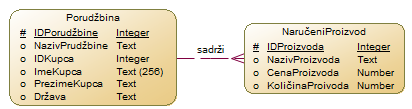 Porudžbina
# IDPorudžbine Integer
o NazivPrudžbine Text
o IDKupca Integer
o ImeKupca Text (256)
o PrezimeKupca Text
o Država Text
sadrži
NaručeniProizvod
# IDProizvoda Integer
o NazivProizvoda Text
o CenaProizvoda Number
o KoličinaProivoda Number